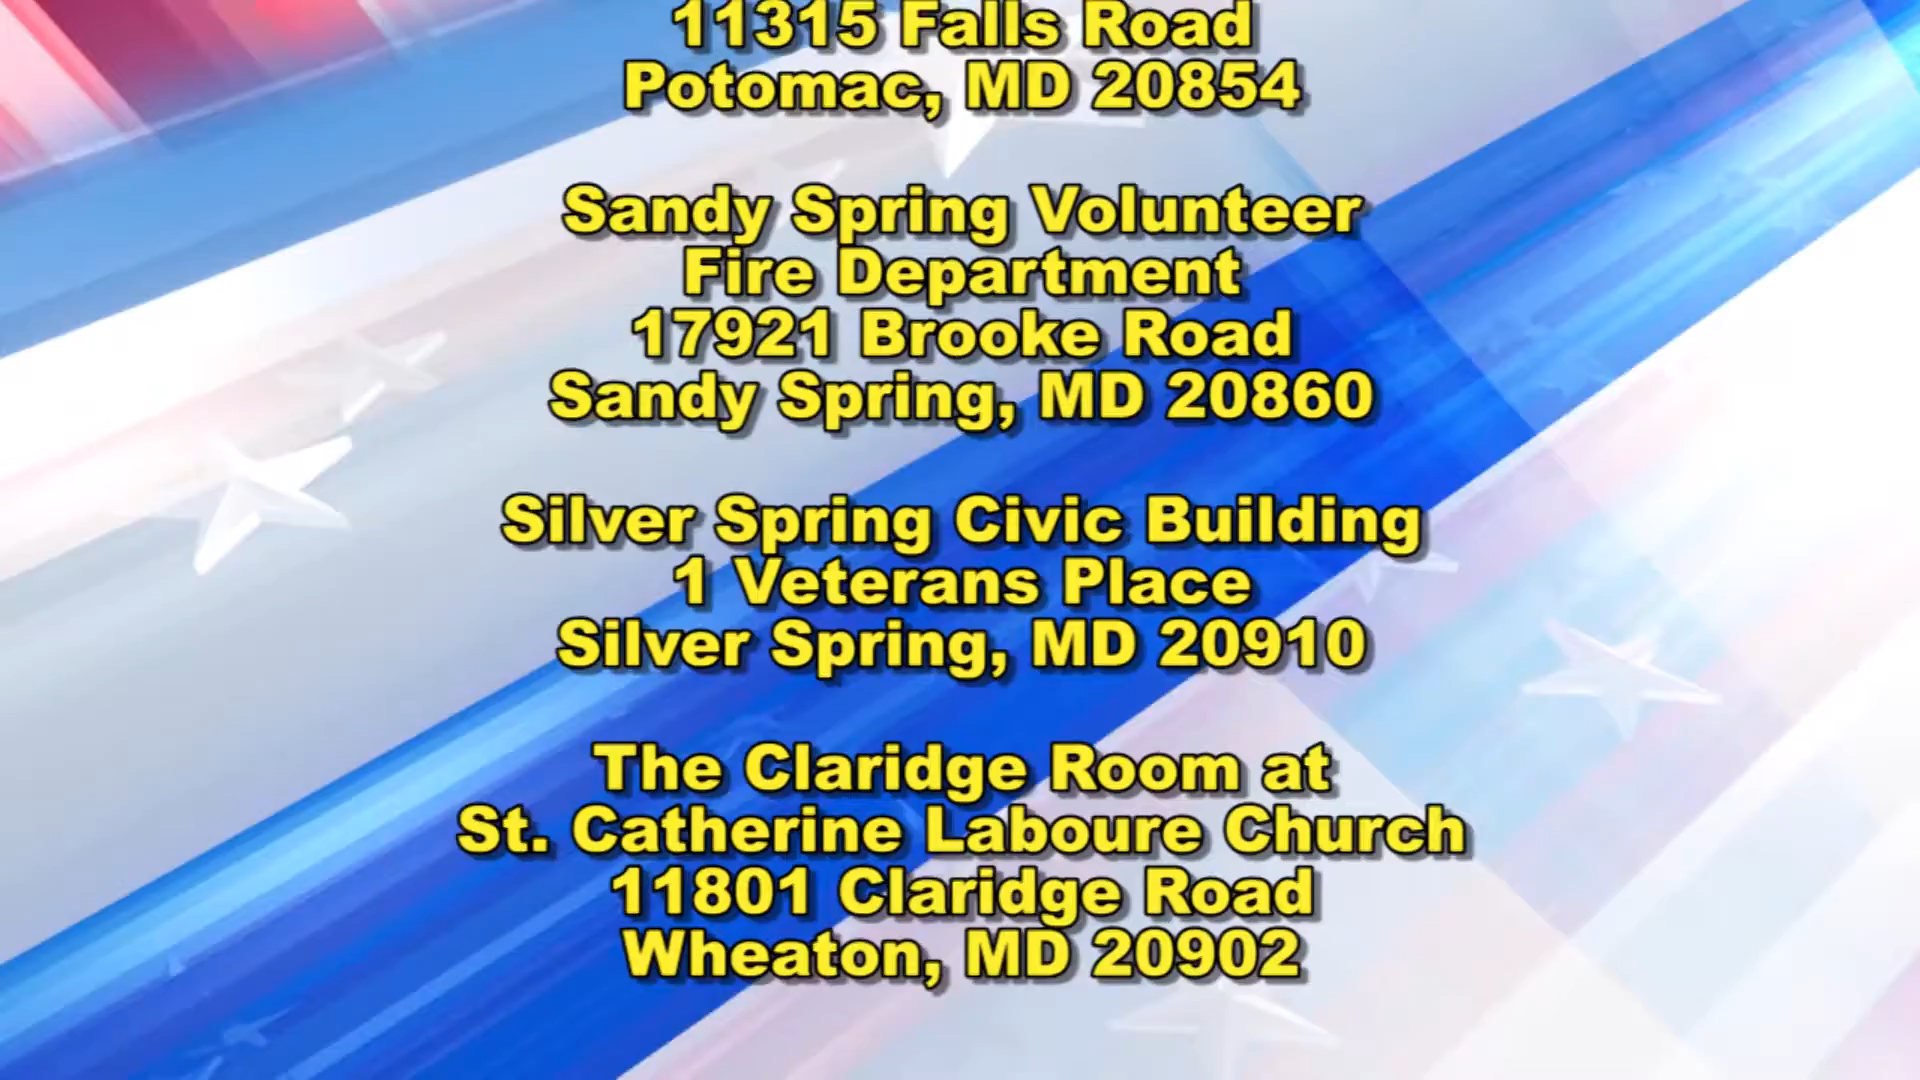 11315 Falls Road
Potomac, MD 20854
Sandy Spring Volunteer
Fire Department
17921 Brooke Road
Sandy Spring, MD 20860
Silver Spring Civic Building
1 Veterans Place
Silver Spring, MD 20910
The Claridge Room at
St. Catherine Laboure Church
11801 Claridge Road
Wheaton, MD 20902